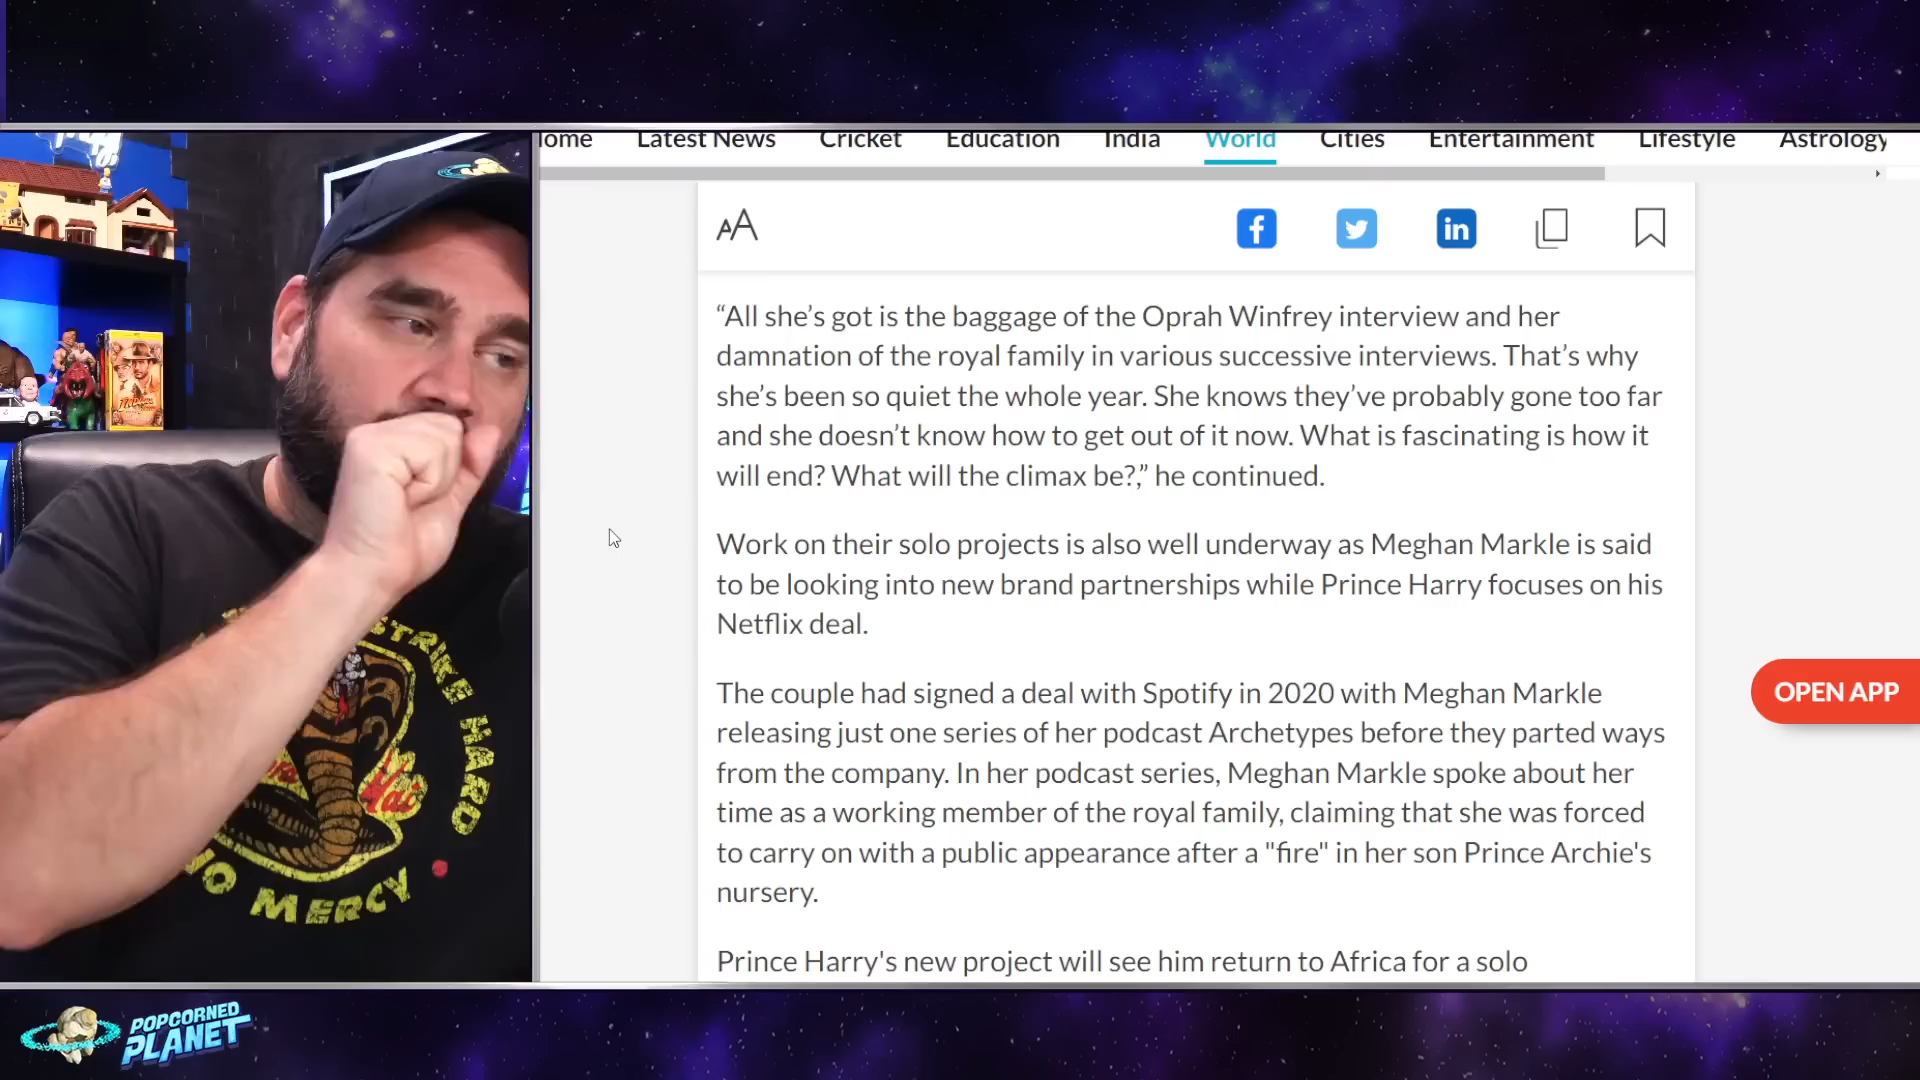 ome Latest News Cricket Education India World Cities Entertainment Lifestyle Astrology
AA
f in
“All she’s got is the baggage of the Oprah Winfrey interview and her
damnation of the royal family in various successive interviews. That’s why
she’s been so quiet the whole year. She knows they’ve probably gone too far
and she doesn’t know how to get out of it now. What is fascinating is how it
will end? What will the climax be?,” he continued.
Work on their solo projects is also well underway as Meghan Markle is said
to be looking into new brand partnerships while Prince Harry focuses on his
Netflix deal.
The couple had signed a deal with Spotify in 2020 with Meghan Markle
releasing just one series of her podcast Archetypes before they parted ways
from the company. In her podcast series, Meghan Markle spoke about her
time as a working member of the royal family, claiming that she was forced
to carry on with a public appearance after a "fire" in her son Prince Archie's
nursery.
Prince Harry's new project will see him return to Africa for a solo
OPEN APP
STRIKE HARD
NO MERCY
POPCORNED
PLANET